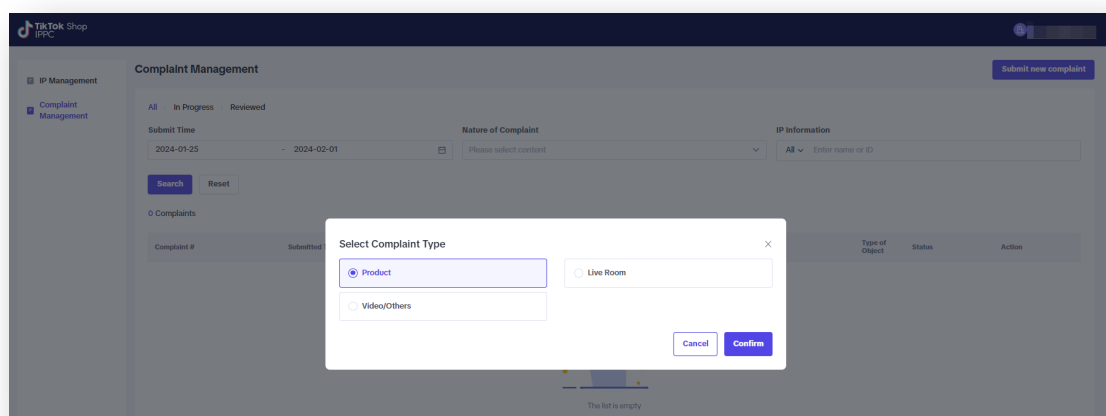 TikTok Shop
IPPC
IP Management
Complaint
Management
Complaint Management
Submit new complaint
All In Progress Reviewed
Submit Time
2024-01-25 - 2024-02-01
Nature of Complaint
Please select content
IP Information
All Enter name or ID
Search Reset
0 Complaints
Complaint # Submitted Type of Object Status Action
Select Complaint Type
Product
Live Room
Video/Others
Cancel Confirm
The list is empty